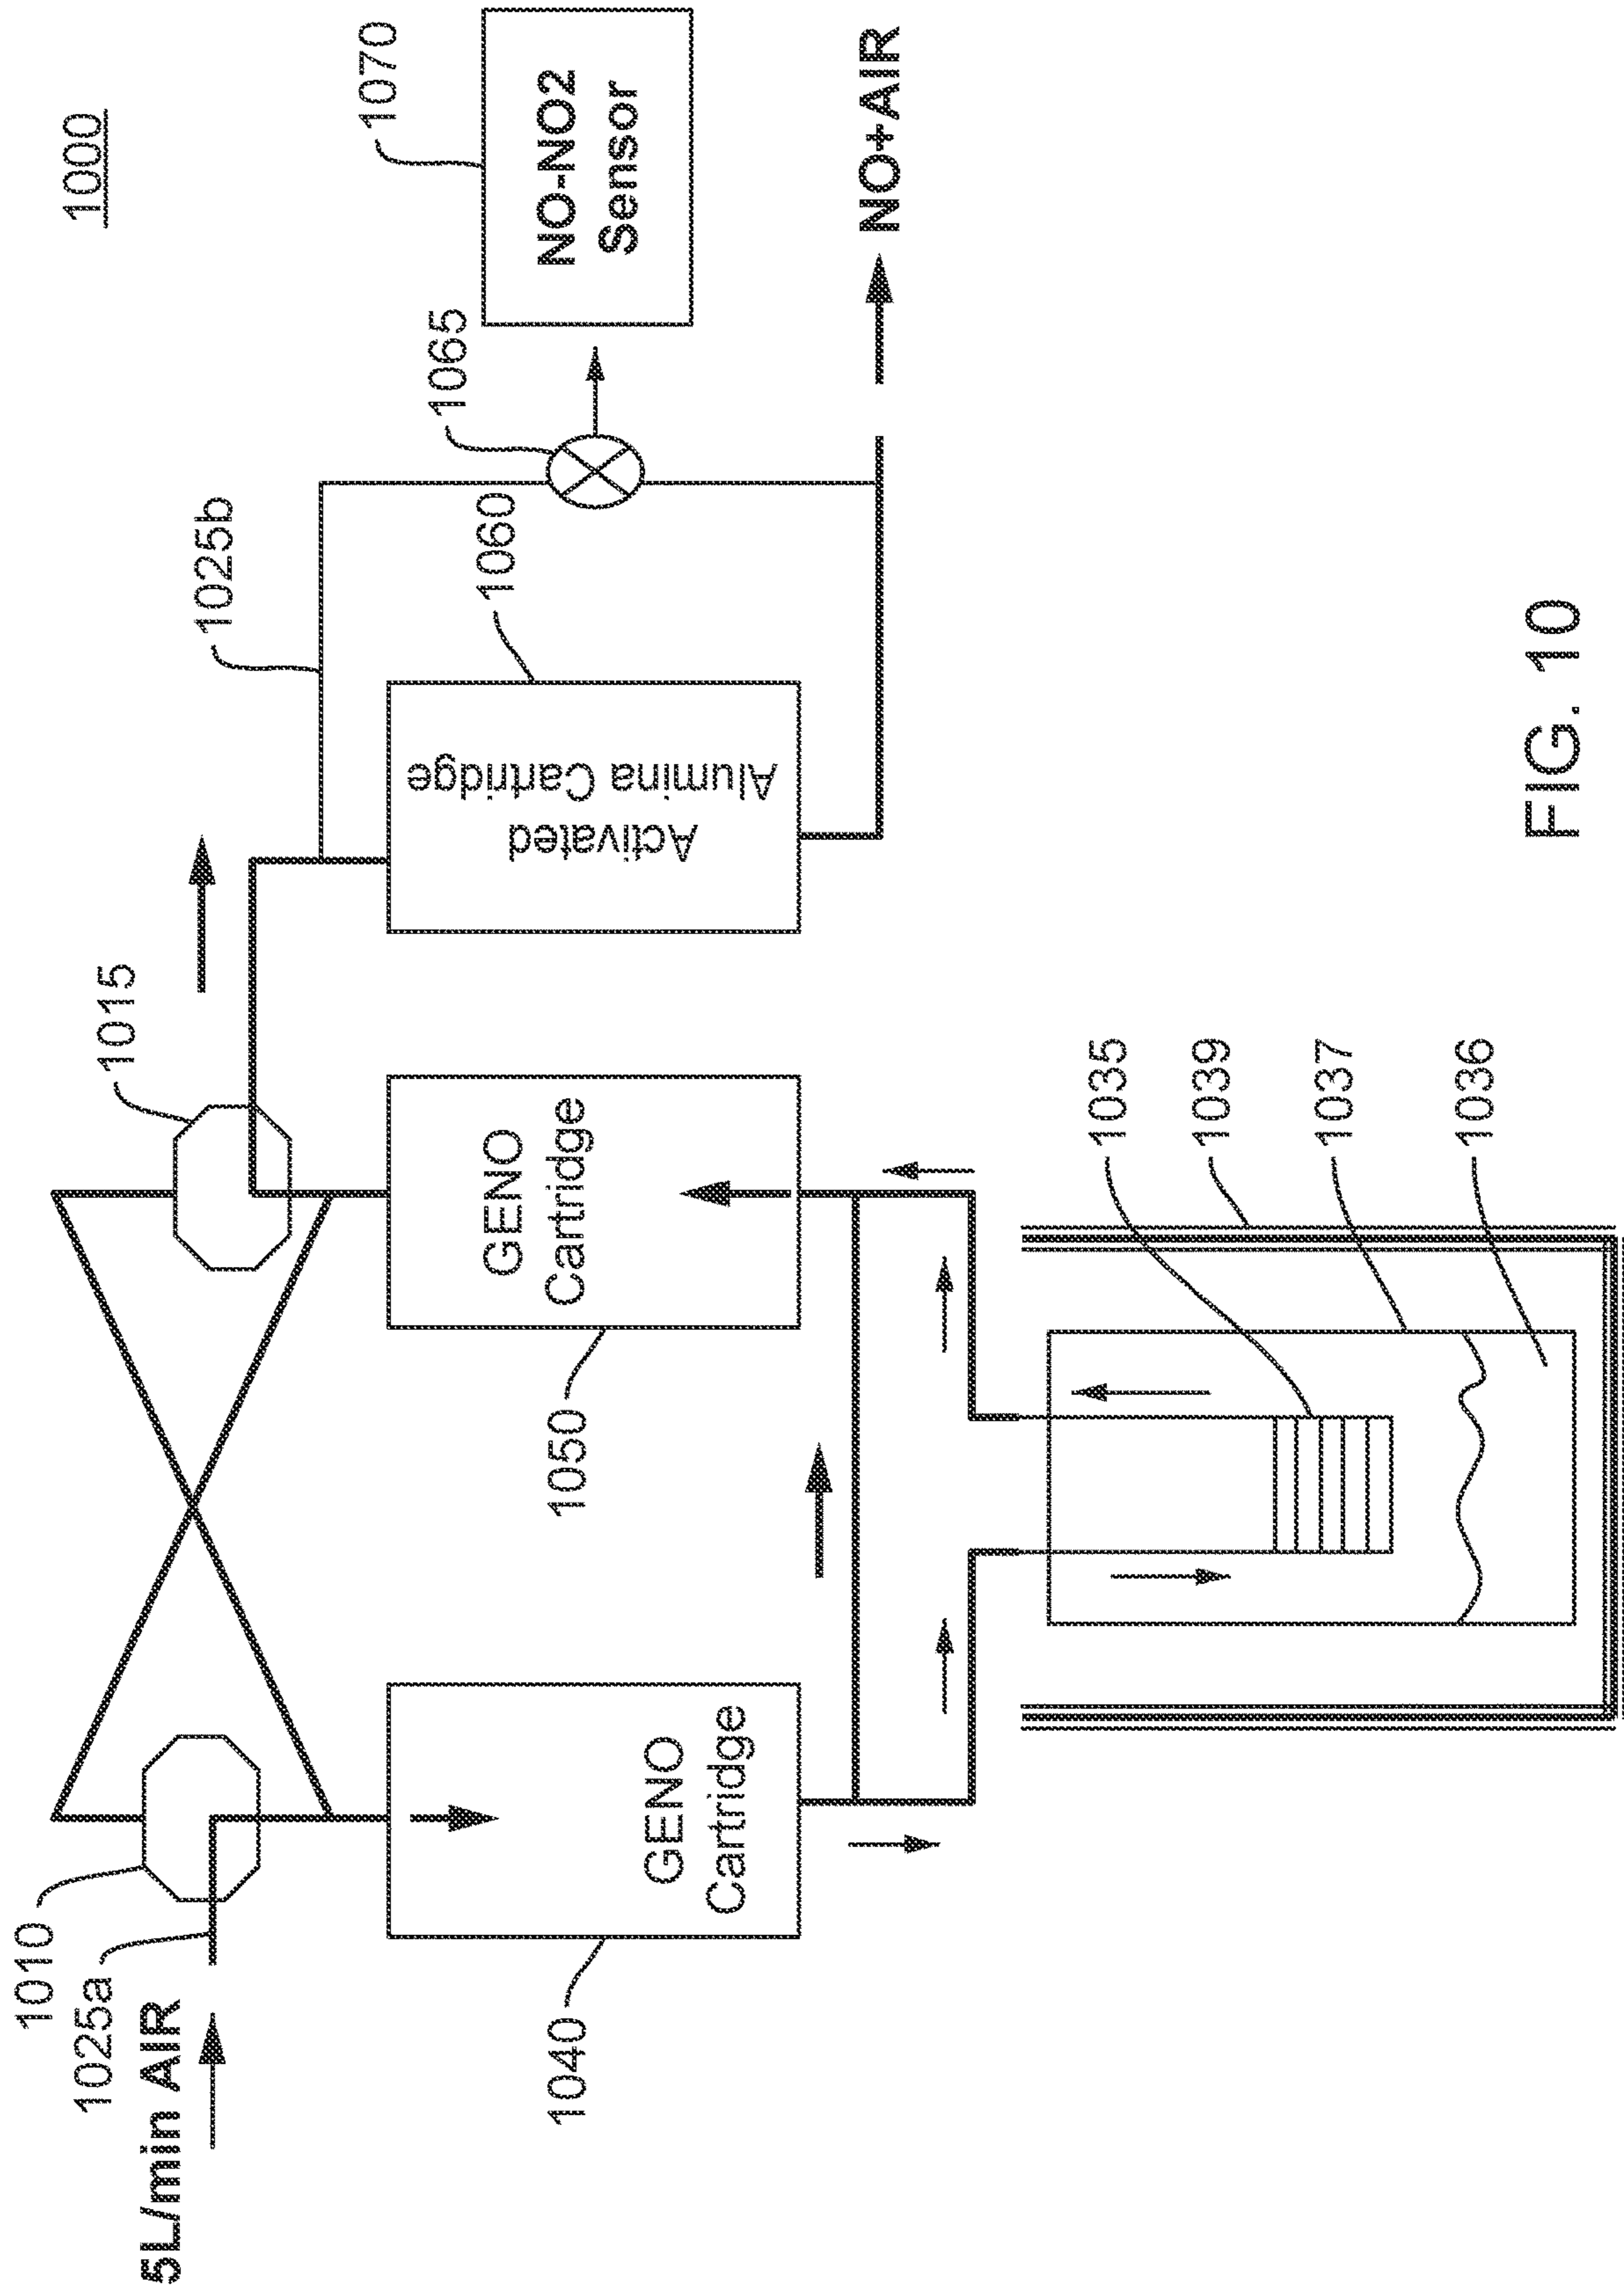 1000
1010
1025a
5L/min AIR
1015
1025b
1065
1070
NO-NO2
Sensor
1060
Activated
Alumina Cartridge
NO+AIR
1040
GENO
Cartridge
1050
GENO
Cartridge
1035
1039
1037
1036
FIG. 10